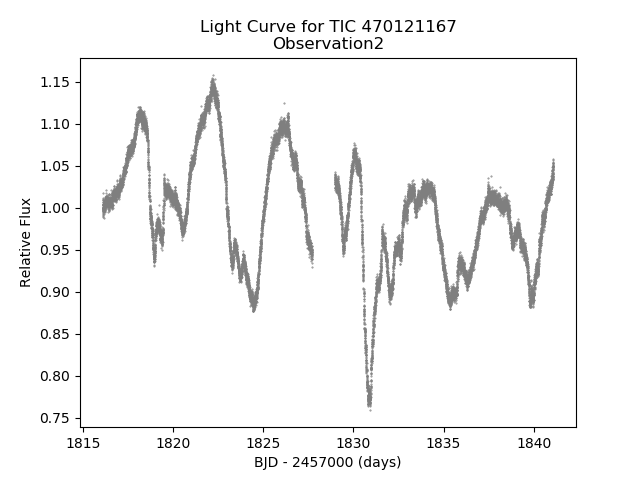 Light Curve for TIC 470121167
Observation2
1.15
1.10
1.05
1.00
0.95
0.90
0.85
0.80
0.75
Relative Flux
1815 1820 1825 1830 1835 1840
BJD - 2457000 (days)